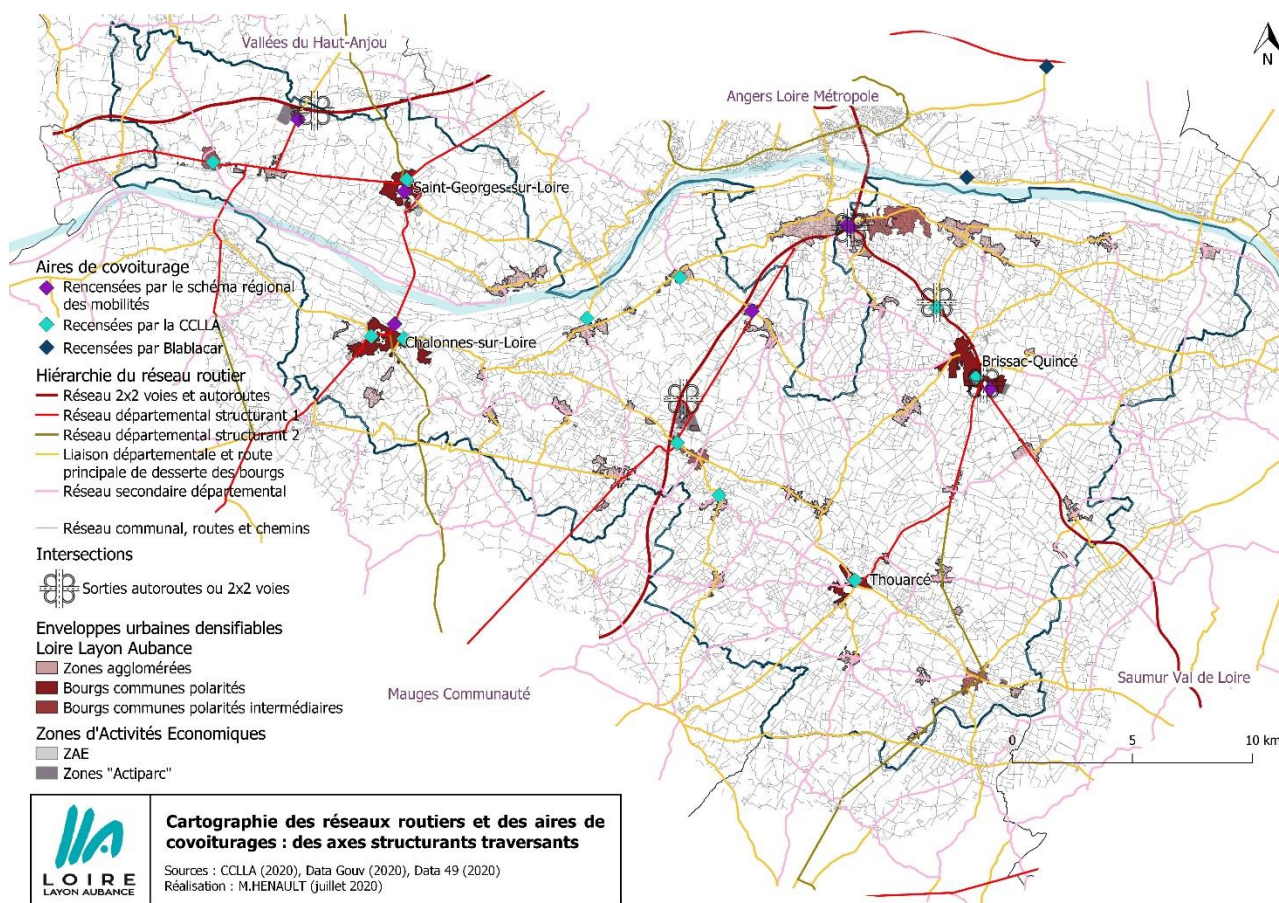 Vallées du Haut-Anjou
N
Angers Loire Métropole
Saint-Georges-sur-Loire
Chalonnes-sur-Loire
Brissac-Quincé
Thouarcé
Mauges Communauté
Saumur Val de Loire
0 5 10 km
Aires de covoiturage
Rencensées par le schéma régional
des mobilités
Recensées par la CCLLA
Recensées par Blablacar
Hiérarchie du réseau routier
Réseau 2x2 voies et autoroutes
Réseau départemental structurant 1
Réseau départemental structurant 2
Liaison départementale et route
principale de desserte des bourgs
Réseau secondaire départemental
Réseau communal, routes et chemins
Intersections
Sorties autoroutes ou 2x2 voies
Enveloppes urbaines densifiables
Loire Layon Aubance
Zones agglomérées
Bourgs communes polarités
Bourgs communes polarités intermédiaires
Zones d'Activités Economiques
ZAE
Zones "Actiparc"
LOIRE
LAYON AUBANCE
Cartographie des réseaux routiers et des aires de
covoiturages : des axes structurants traversants
Sources : CCLLA (2020), Data Gouv (2020), Data 49 (2020)
Réalisation : M.HENAULT (juillet 2020)